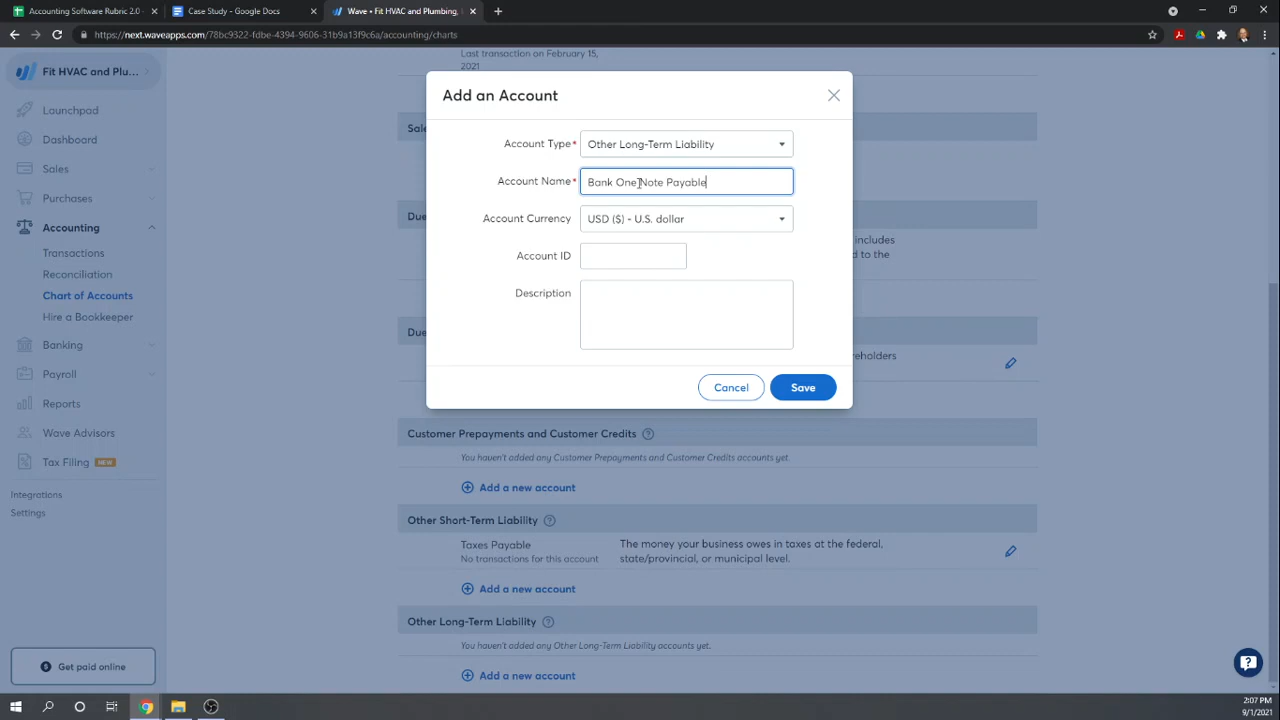 Accounting Software Rubric 2.0 -
Case Study - Google Docs
Wave - Fit HVAC and Plumbing,
https://next.waveapps.com/78bc9322-fdbe-4394-9606-31b9a13f9c6a/accounting/charts
Fit HVAC and Plu...
Launchpad
Dashboard
Sales
Purchases
Accounting
Transactions
Reconciliation
Chart of Accounts
Hire a Bookkeeper
Banking
Payroll
Reports
Wave Advisors
Tax Filing NEW
Integrations
Settings
Get paid online
Last transaction on February 15,
2021
Sale
Due
includes
d to the
Due
eholders
Add an Account
Account Type* Other Long-Term Liability
Account Name* Bank One Note Payable
Account Currency USD ($) - U.S. dollar
Account ID
Description
Cancel Save
Customer Prepayments and Customer Credits
You haven't added any Customer Prepayments and Customer Credits accounts yet.
Add a new account
Other Short-Term Liability
Taxes Payable The money your business owes in taxes at the federal,
No transactions for this account state/provincial, or municipal level.
Add a new account
Other Long-Term Liability
You haven't added any Other Long-Term Liability accounts yet.
Add a new account
2:07 PM
9/1/2021